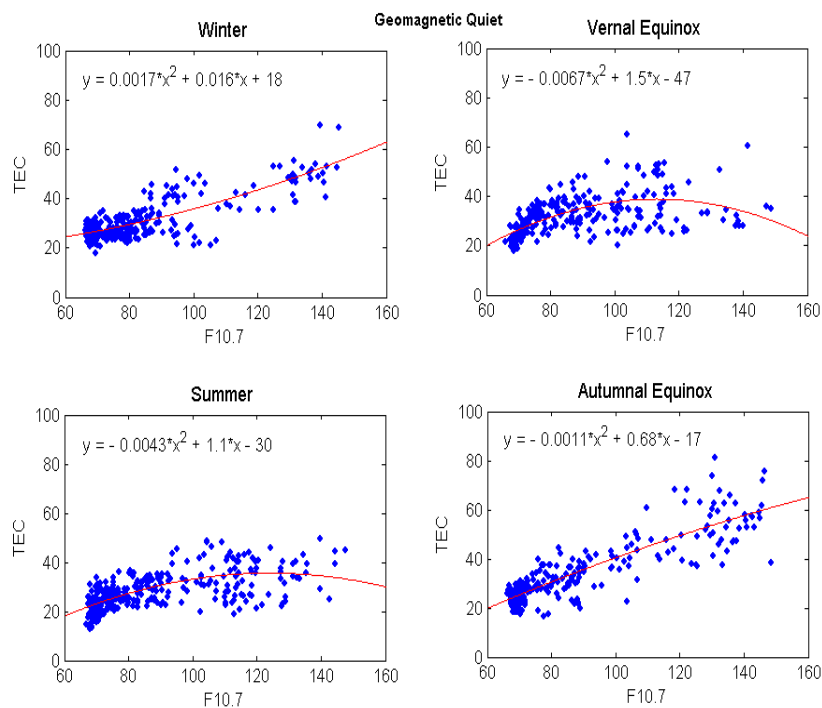 Geomagnetic Quiet
Winter
y = 0.0017*x² + 0.016*x + 18
TEC
100
80
60
40
20
0
60 80 100 120 140 160
F10.7
Vernal Equinox
y = - 0.0067*x² + 1.5*x - 47
TEC
100
80
60
40
20
0
60 80 100 120 140 160
F10.7
Summer
y = - 0.0043*x² + 1.1*x - 30
TEC
100
80
60
40
20
0
60 80 100 120 140 160
F10.7
Autumnal Equinox
y = - 0.0011*x² + 0.68*x - 17
TEC
100
80
60
40
20
0
60 80 100 120 140 160
F10.7